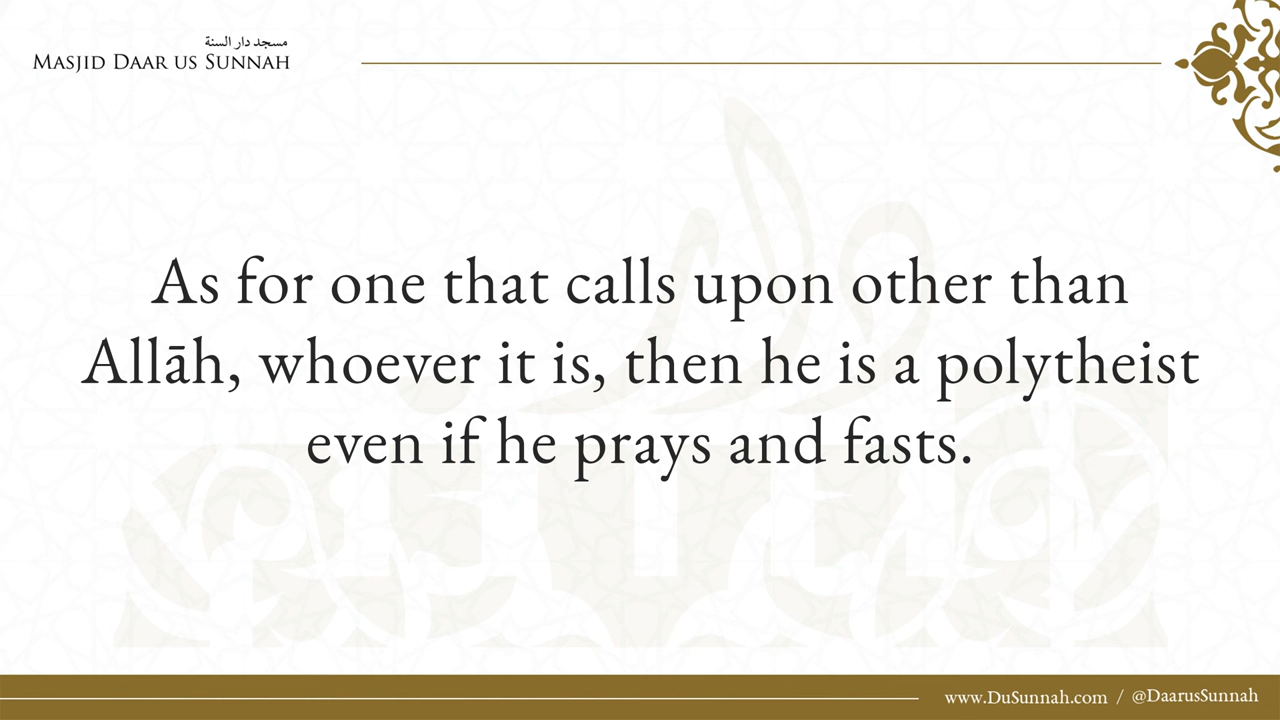 مسجد دار السنة
Masjid Daar us Sunnah
As for one that calls upon other than
Allāh, whoever it is, then he is a polytheist
even if he prays and fasts.
www.DuSunnah.com / @DaarusSunnah